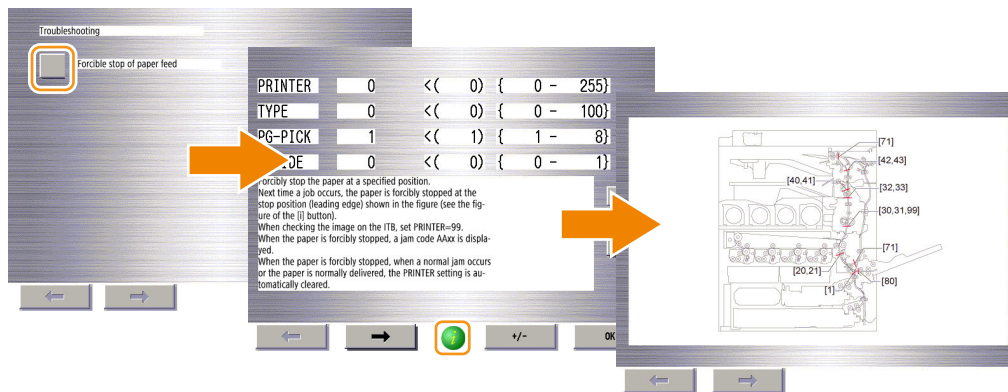 Troubleshooting
Forcible stop of paper feed
PRINTER 0 <( 0) { 0 - 255}
TYPE 0 <( 0) { 0 - 100}
PG-PICK 1 <( 1) { 1 - 8}
0 <( 0) { 0 - 1}
Forcibly stop the paper at a specified position.
Next time a job occurs, the paper is forcibly stopped at the
stop position (leading edge) shown in the figure (see the fig-
ure of the [i] button).
When checking the image on the ITB, set PRINTER=99.
When the paper is forcibly stopped, a jam code AAxx is displa-
yed.
When the paper is forcibly stopped, when a normal jam occurs
or the paper is normally delivered, the PRINTER setting is au-
tomatically cleared.
i
+/-
OK
[71]
[42,43]
[40,41]
[32,33]
[30,31,99]
[71]
[20,21]
[80]
[1]